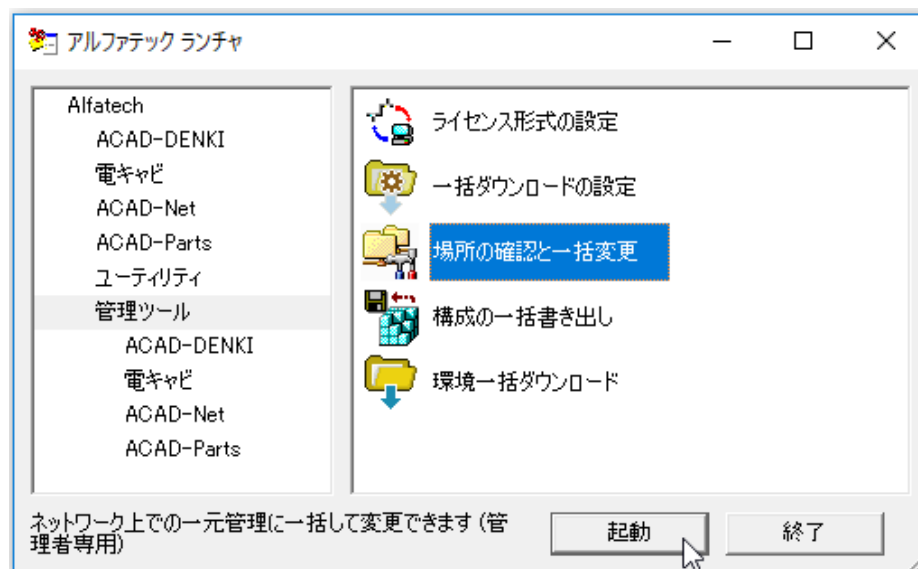 アルファテック ランチャ
Alfatech
ACAD-DENKI
電キャビ
ACAD-Net
ACAD-Parts
ユーティリティ
管理ツール
ACAD-DENKI
電キャビ
ACAD-Net
ACAD-Parts
ライセンス形式の設定
一括ダウンロードの設定
場所の確認と一括変更
構成の一括書き出し
環境一括ダウンロード
ネットワーク上での一元管理に一括して変更できます(管
理者専用)
起動
終了